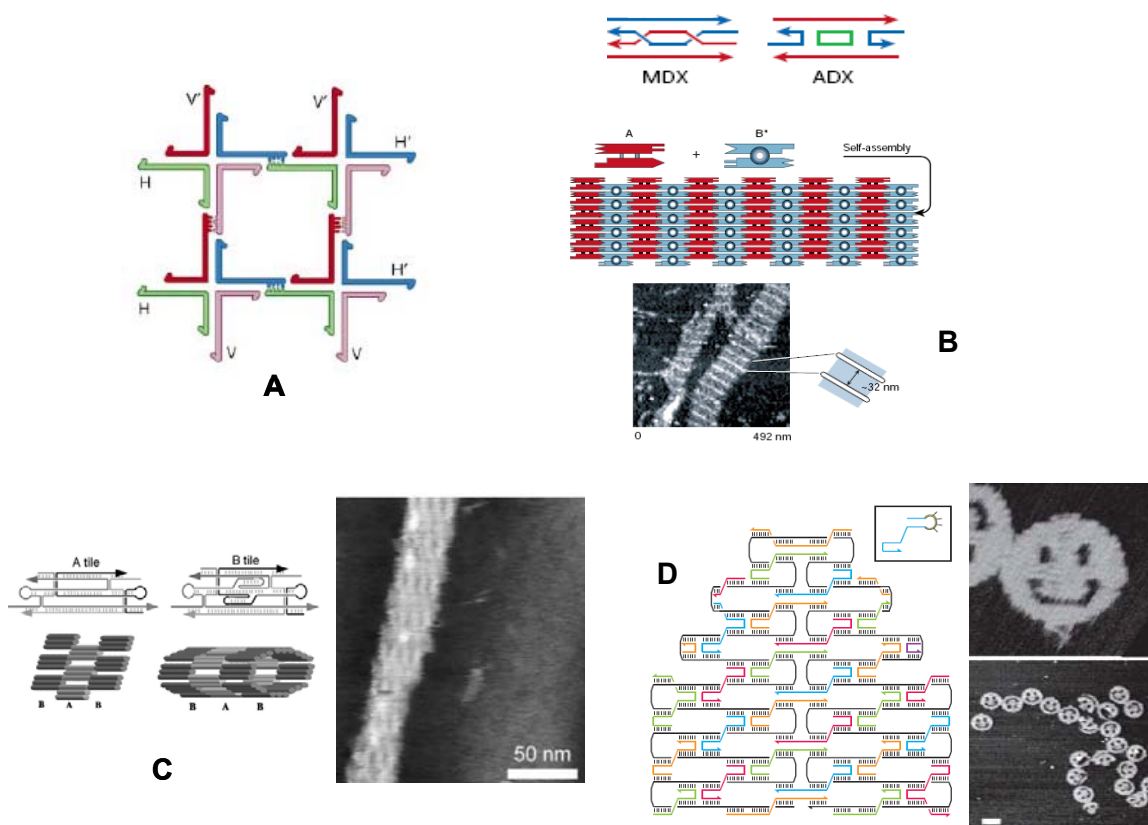 V'
V'
H'
H
H'
H
V
V
A
MDX
ADX
A
B*
+
Self-assembly
~32 nm
0
492 nm
B
A tile
B tile
B
A
B
B
A
B
50 nm
C
D